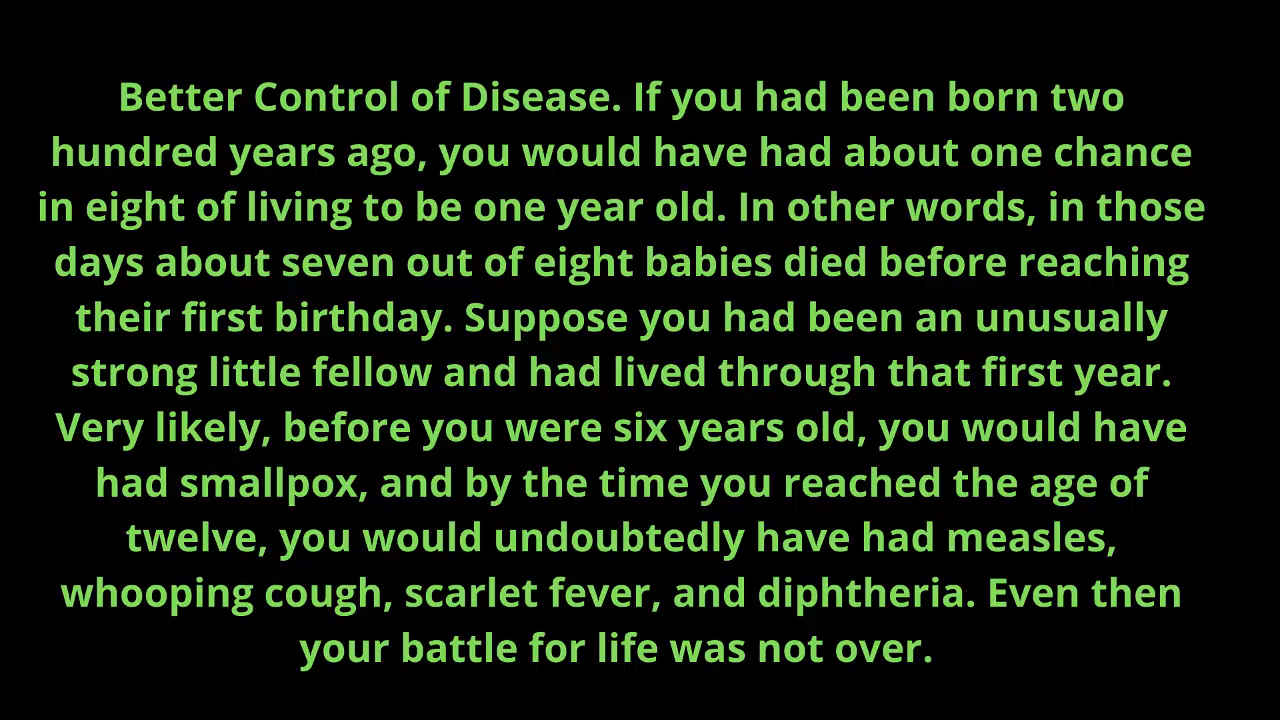 Better Control of Disease. If you had been born two
hundred years ago, you would have had about one chance
in eight of living to be one year old. In other words, in those
days about seven out of eight babies died before reaching
their first birthday. Suppose you had been an unusually
strong little fellow and had lived through that first year.
Very likely, before you were six years old, you would have
had smallpox, and by the time you reached the age of
twelve, you would undoubtedly have had measles,
whooping cough, scarlet fever, and diphtheria. Even then
your battle for life was not over.